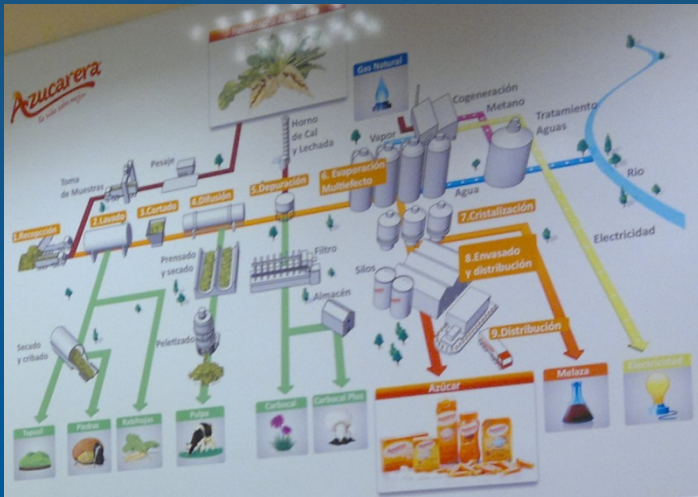 Azucarera
Gas Natural
Cogeneración
Metano
Tratamiento
Aguas
Horno
de Cal
y Lechada
Vapor
Pesaje
Toma
de Muestras
1.Recepción
2.Lavado
3.Cortado
4.Difusión
5.Depuración
6. Evaporación
Multiefecto
Agua
Río
Electricidad
7.Cristalización
8.Envasado
y distribución
Prensado
y secado
Filtro
Silos
Almacén
9.Distribución
Secado
y cribado
Peletizado
Topsoil
Piedras
Rabihojas
Pulpa
Carbocal
Carbocal Plus
Azúcar
Melaza
Electricidad